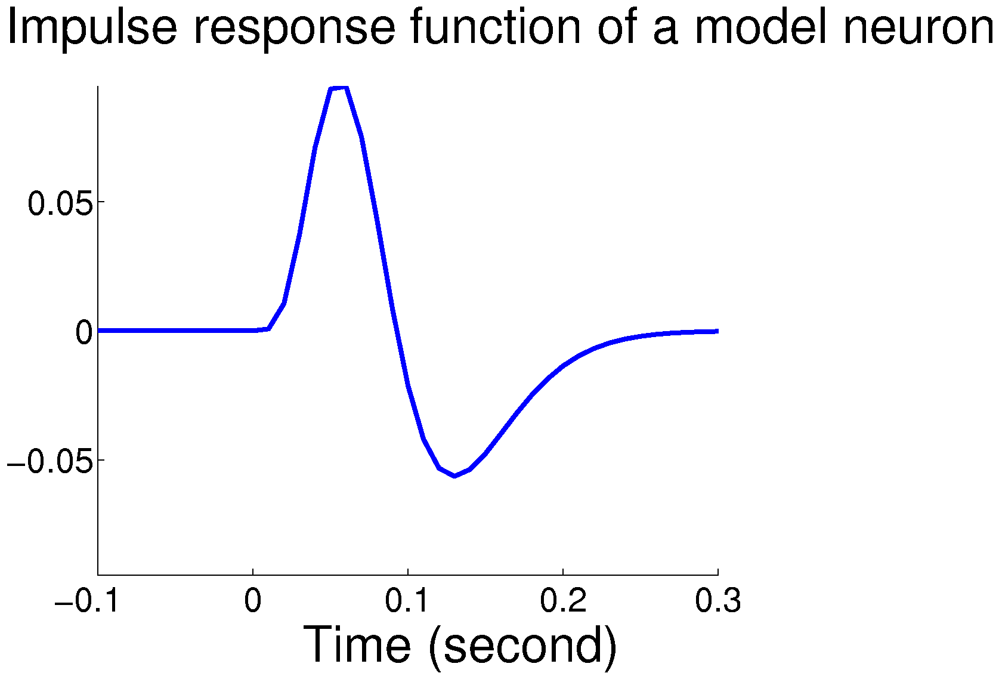 Impulse response function of a model neuron
0.05
0
−0.05
−0.1 0 0.1 0.2 0.3
Time (second)